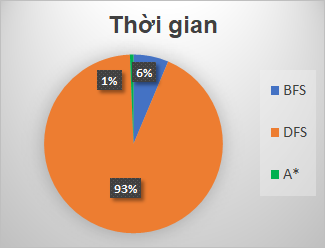 Thời gian
1%
6%
93%
BFS
DFS
A*